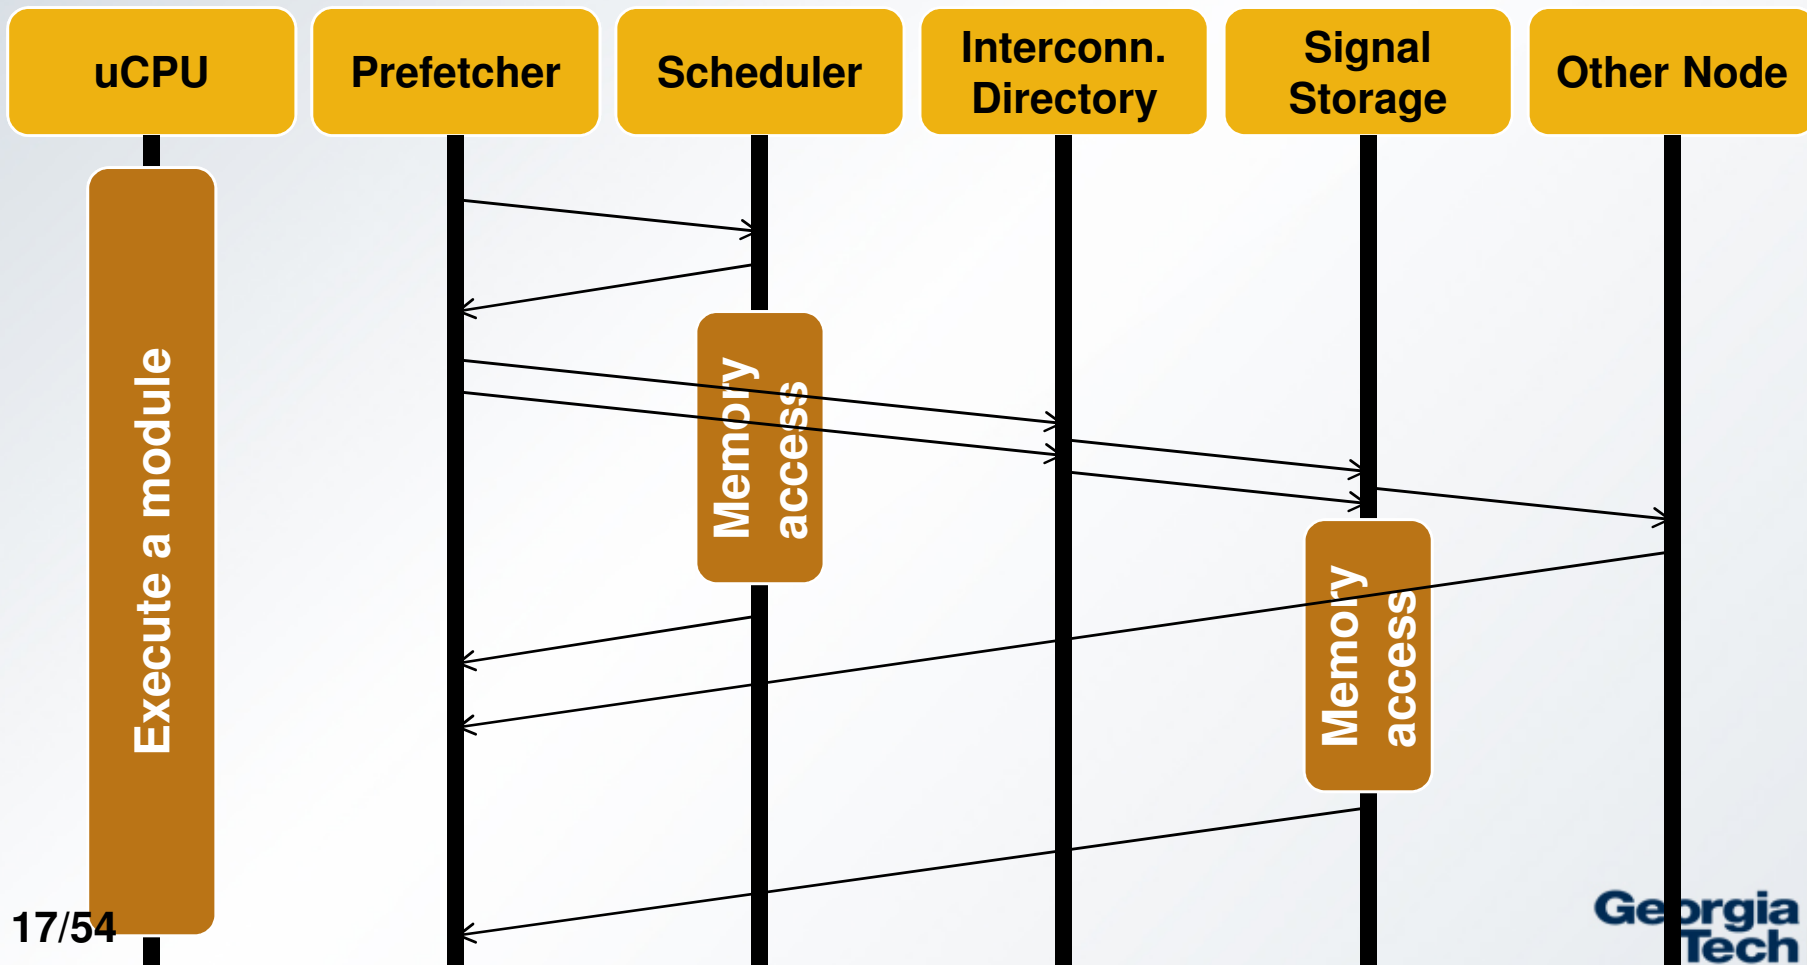 uCPU
Prefetcher
Scheduler
Interconn.
Directory
Signal
Storage
Other Node
Execute a module
Memory
access
Memory
access
17/54
Georgia
Tech